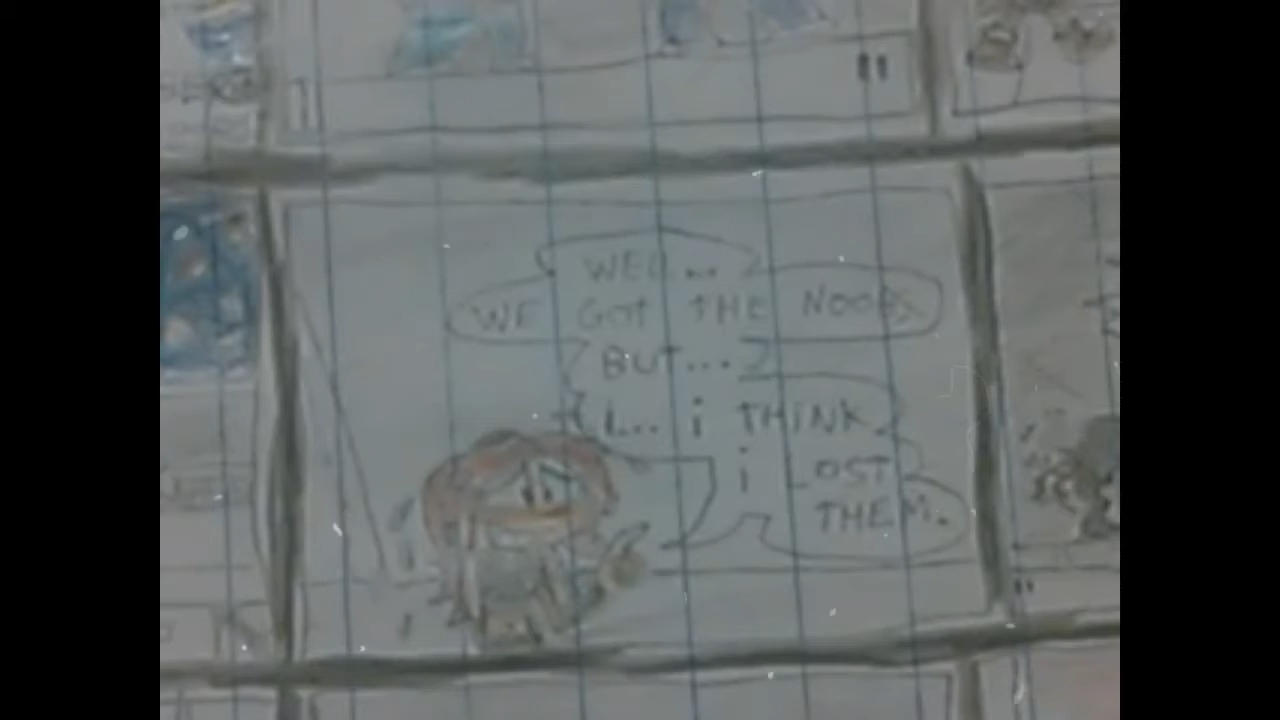 WELL...
WE GOT THE NOOBS
BUT...
I... i THINK
i LOST
THEM.